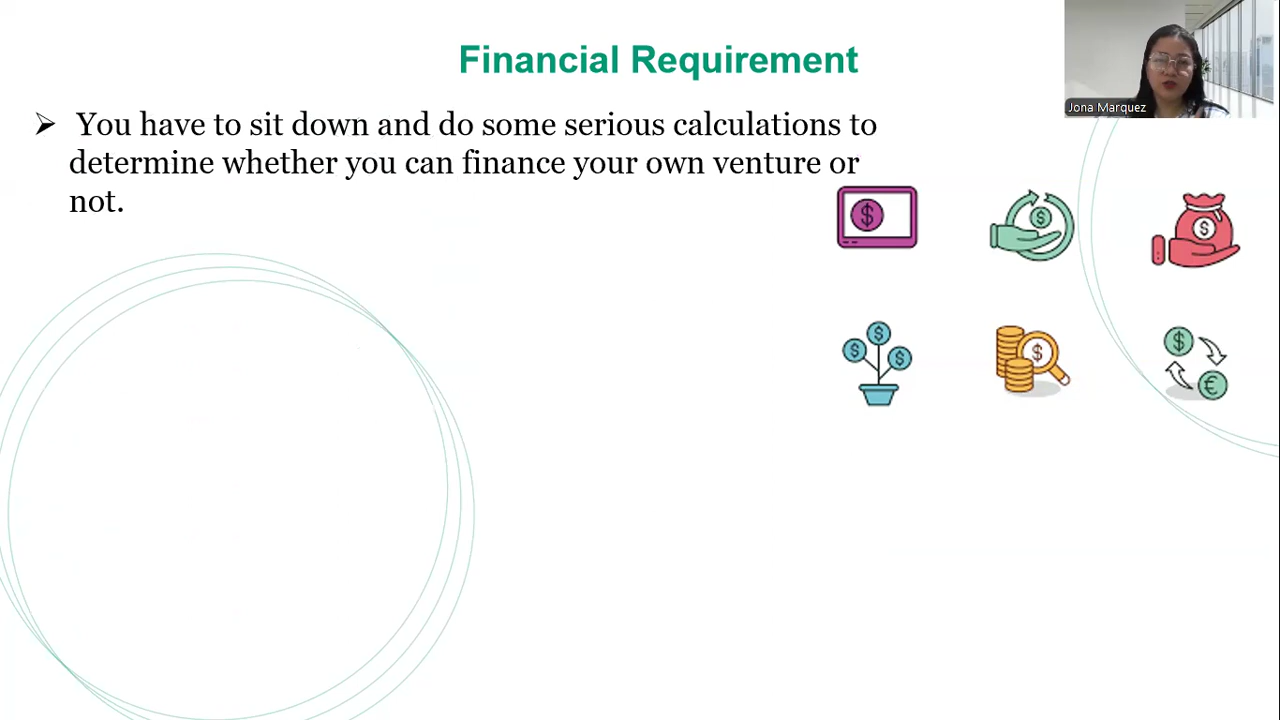 Financial Requirement
Jona Marquez
➢ You have to sit down and do some serious calculations to
determine whether you can finance your own venture or
not.
$
$
$
$
$
$
$
$
€